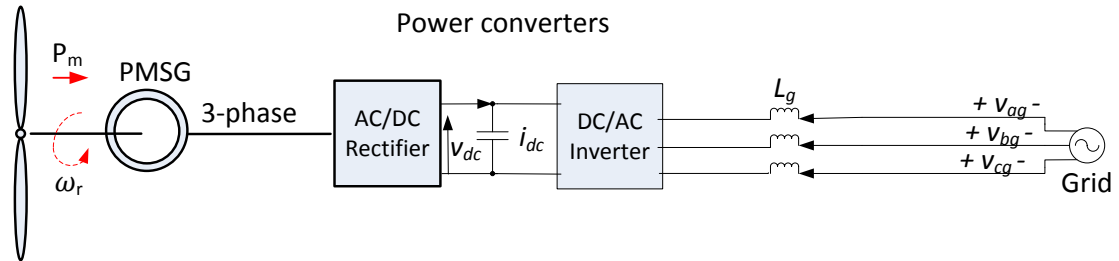 Power converters
Pm
PMSG
3-phase
ωr
AC/DC
Rectifier
vdc
idc
DC/AC
Inverter
Lg
+ vag -
+ vbg -
+ vcg -
Grid